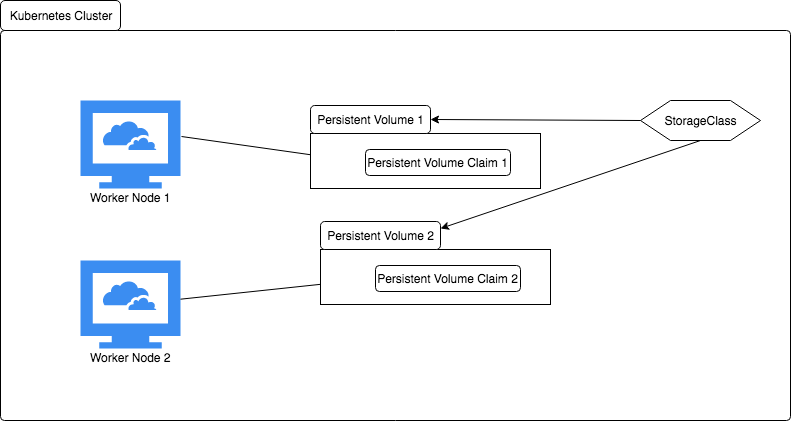 Kubernetes Cluster
Persistent Volume 1
StorageClass
Persistent Volume Claim 1
Worker Node 1
Persistent Volume 2
Persistent Volume Claim 2
Worker Node 2